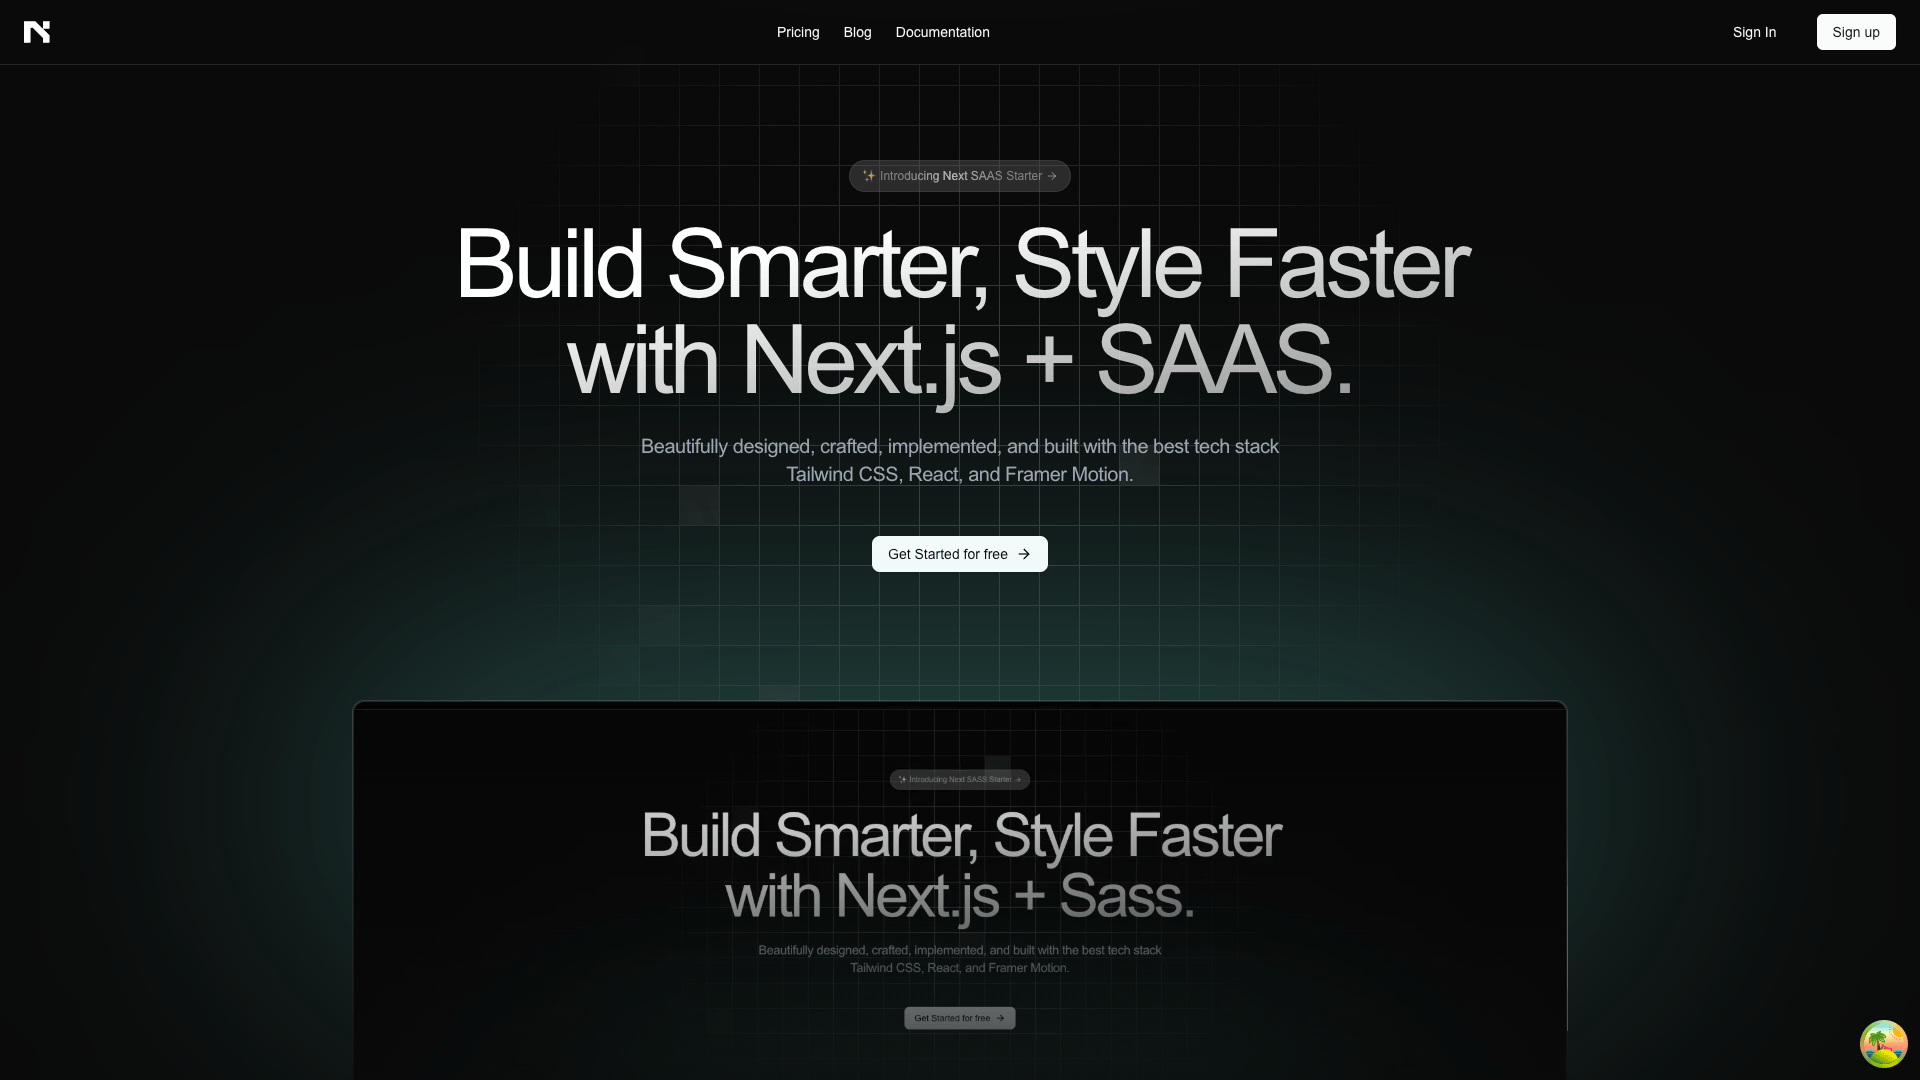 Pricing
Blog
Documentation
Sign In
Sign up
✨ Introducing Next SAAS Starter →
Build Smarter, Style Faster
with Next.js + SAAS.
Beautifully designed, crafted, implemented, and built with the best tech stack
Tailwind CSS, React, and Framer Motion.
Get Started for free →
✨ Introducing Next SASS Starter →
Build Smarter, Style Faster
with Next.js + Sass.
Beautifully designed, crafted, implemented, and built with the best tech stack
Tailwind CSS, React, and Framer Motion.
Get Started for free →